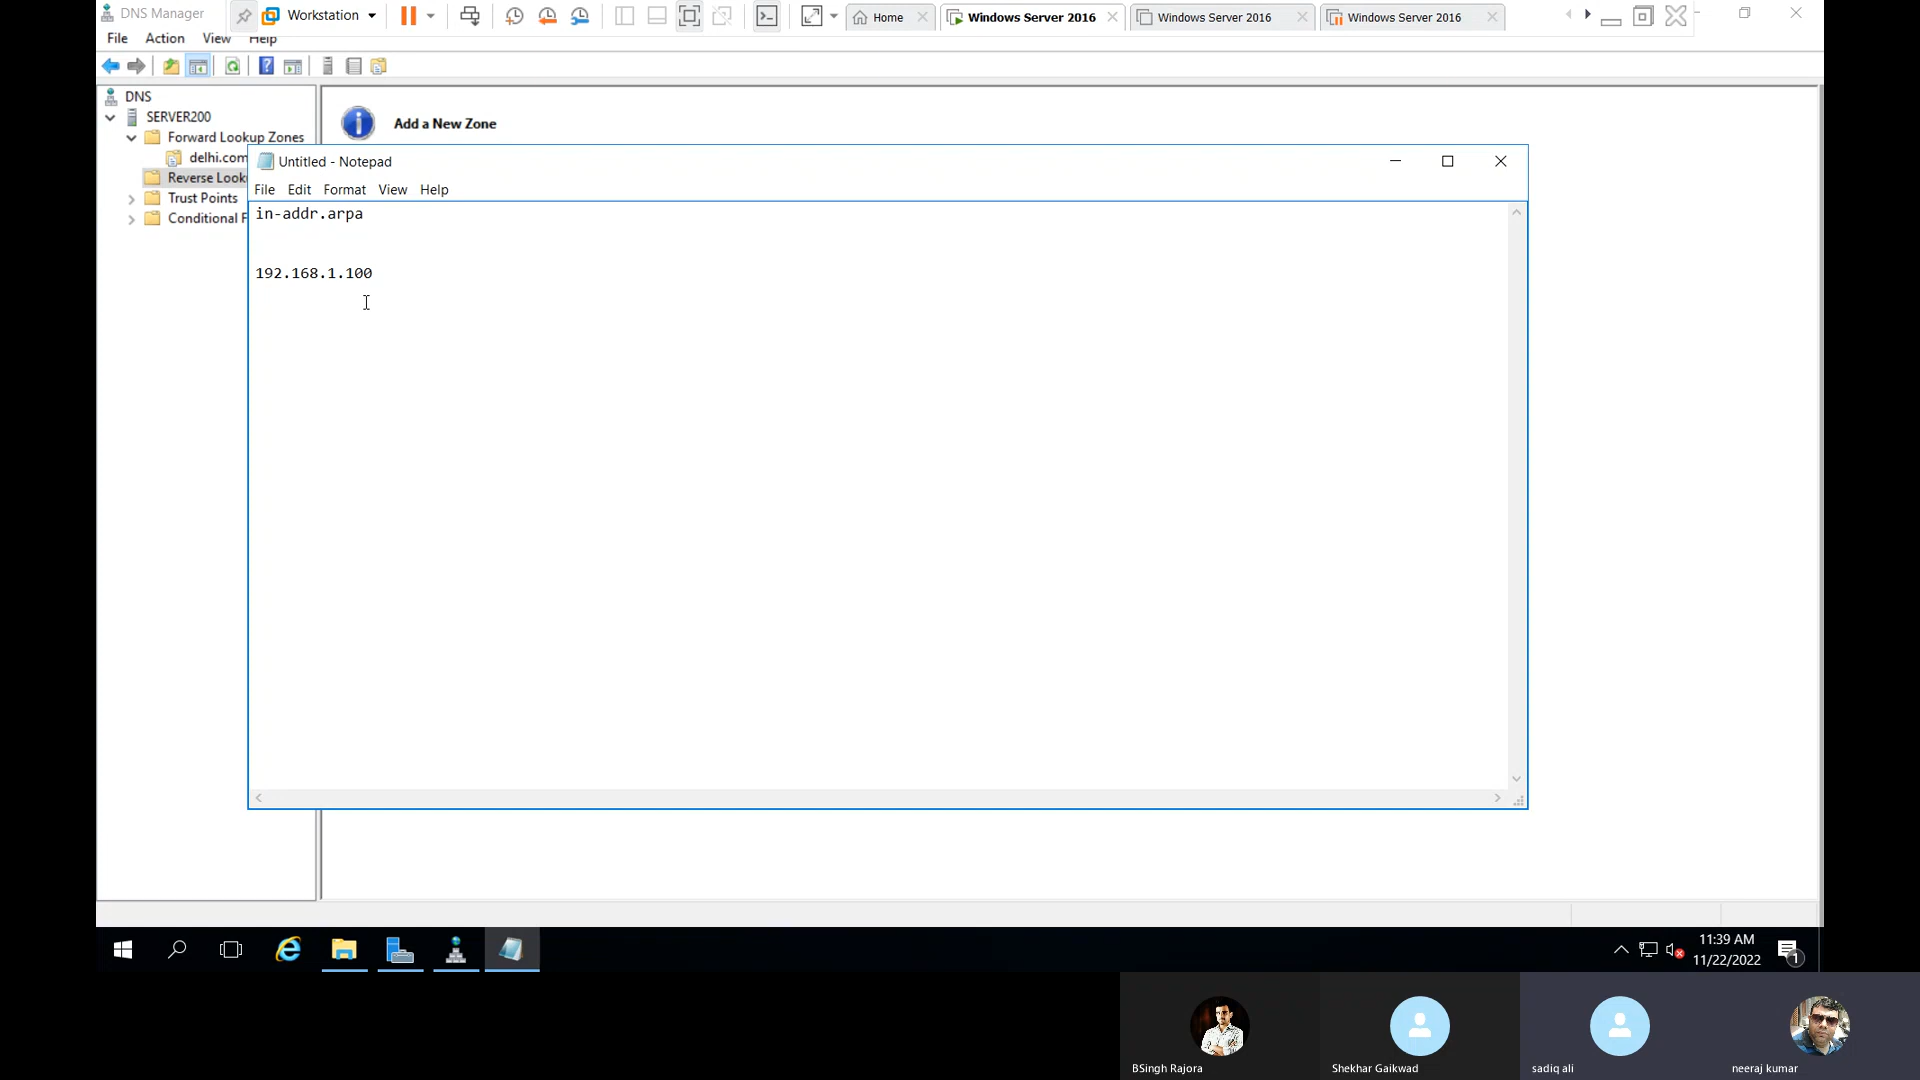 DNS Manager
Workstation
Home
Windows Server 2016
Windows Server 2016
Windows Server 2016
File Action View Help
DNS
SERVER200
Forward Lookup Zones
delhi.com
Reverse Look
Trust Points
Conditional F
Add a New Zone
Untitled - Notepad
File Edit Format View Help
in-addr.arpa
192.168.1.100
11:39 AM
11/22/2022
1
BSingh Rajora
Shekhar Gaikwad
sadiq ali
neeraj kumar